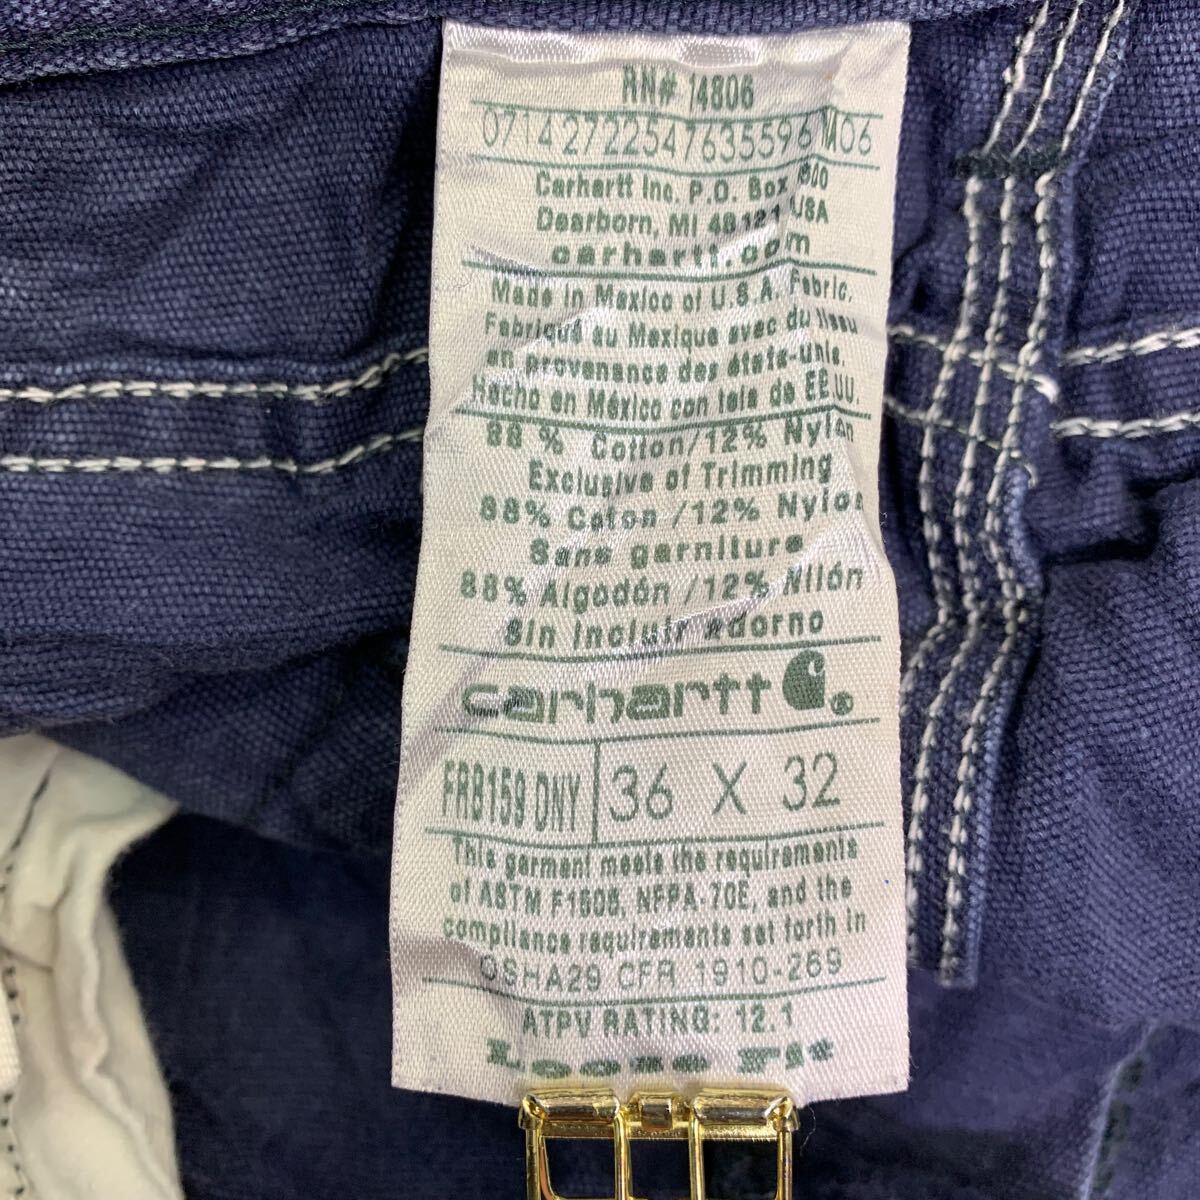 RN# 14806
07142722547635596 MA06
Carhartt Inc. P.O. Box 600
Dearborn, MI 48121 USA
carhartt.com
Made in Mexico of U.S.A. Fabric.
Fabriqué au Mexique avec du tissu
en provenance des états-unis.
Hecho en México con tela de EE UU.
88 % Cotton/12% Nylon
Exclusive of Trimming
88% Coton /12% Nylon
Sans garniture
88% Algodón /12% Nilón
Sin incluir adorno
carhartt
FRB159 DNY 36 X 32
This garment meets the requirements
of ASTM F1506, NFPA-70E, and the
compliance requirements set forth in
OSHA29 CFR 1910-269
ATPV RATING: 12.1
Loose Fit